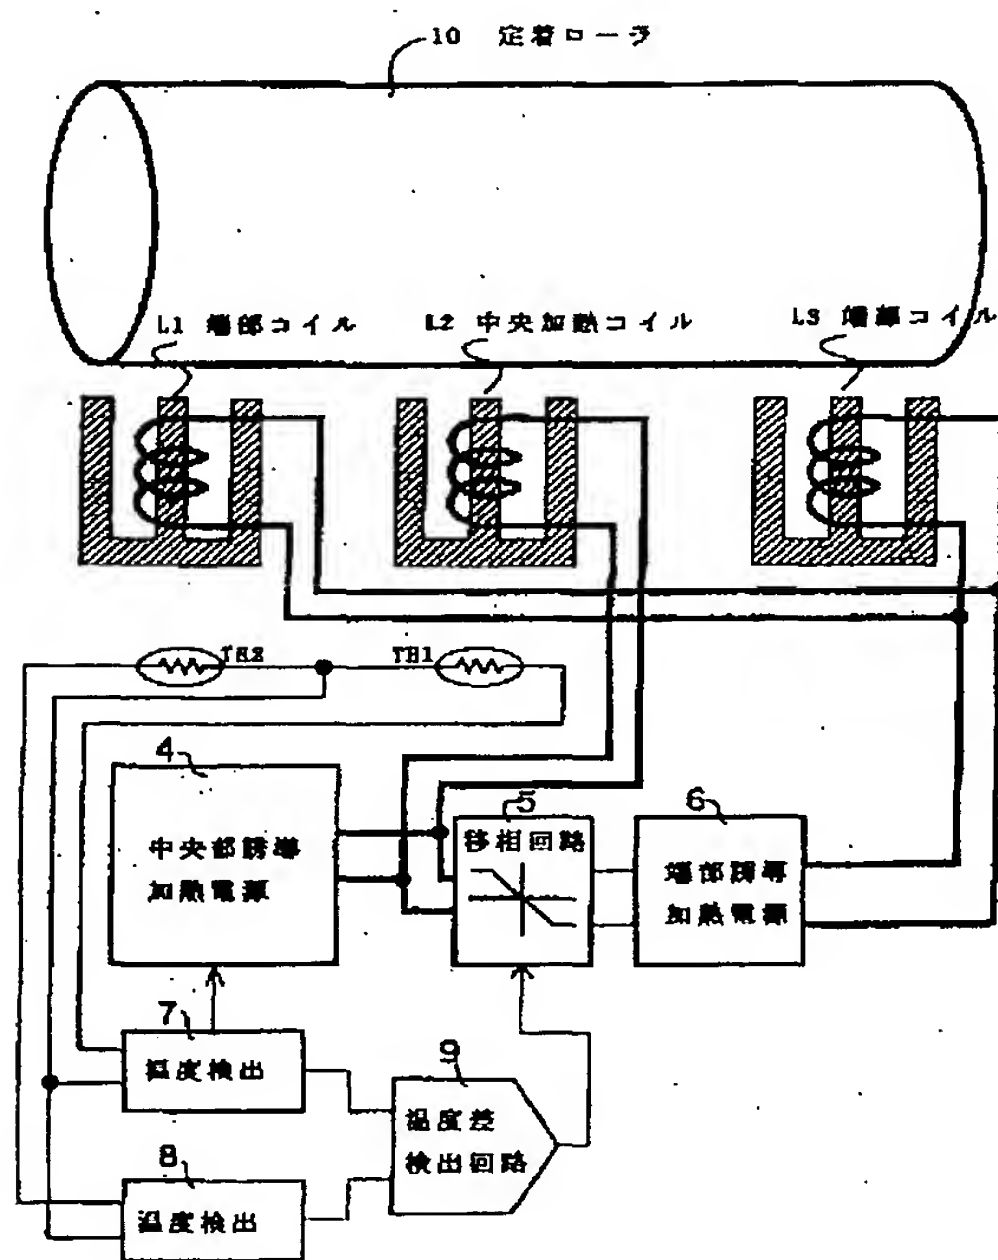 10 定着ローラ
L1 端部コイル
L2 中央加熱コイル
L3 端部コイル
TH2
TH1
4
中央部誘導
加熱電源
5
移相回路
6
端部誘導
加熱電源
7
温度検出
9
温度差
検出回路
8
温度検出